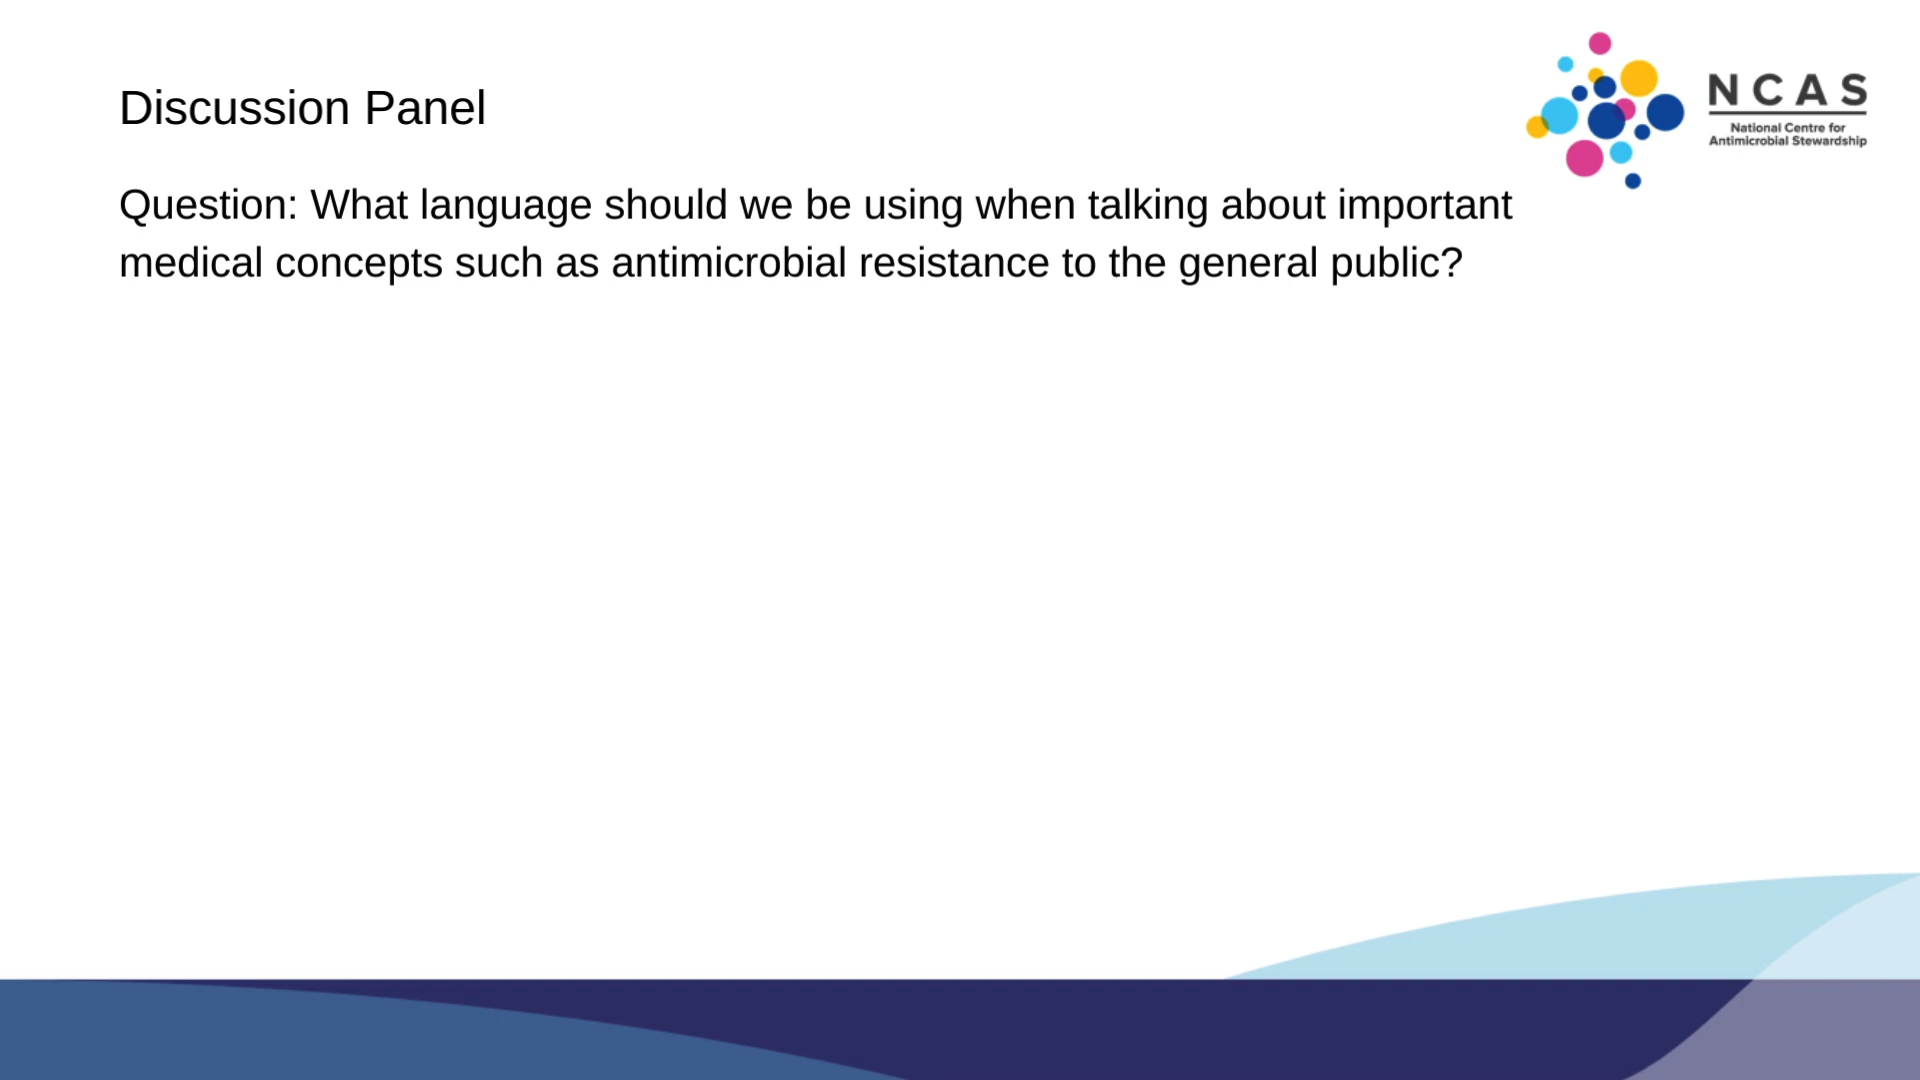 Discussion Panel
NCAS
National Centre for
Antimicrobial Stewardship
Question: What language should we be using when talking about important
medical concepts such as antimicrobial resistance to the general public?